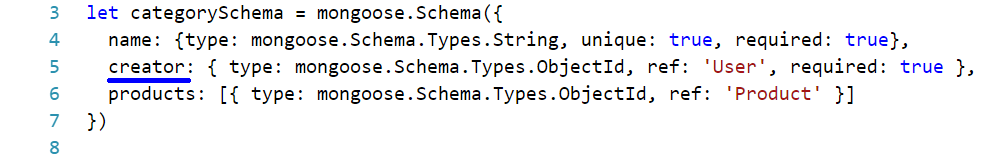 3 let categorySchema = mongoose.Schema({
4   name: {type: mongoose.Schema.Types.String, unique: true, required: true},
5   creator: { type: mongoose.Schema.Types.ObjectId, ref: 'User', required: true },
6   products: [{ type: mongoose.Schema.Types.ObjectId, ref: 'Product' }]
7 })
8